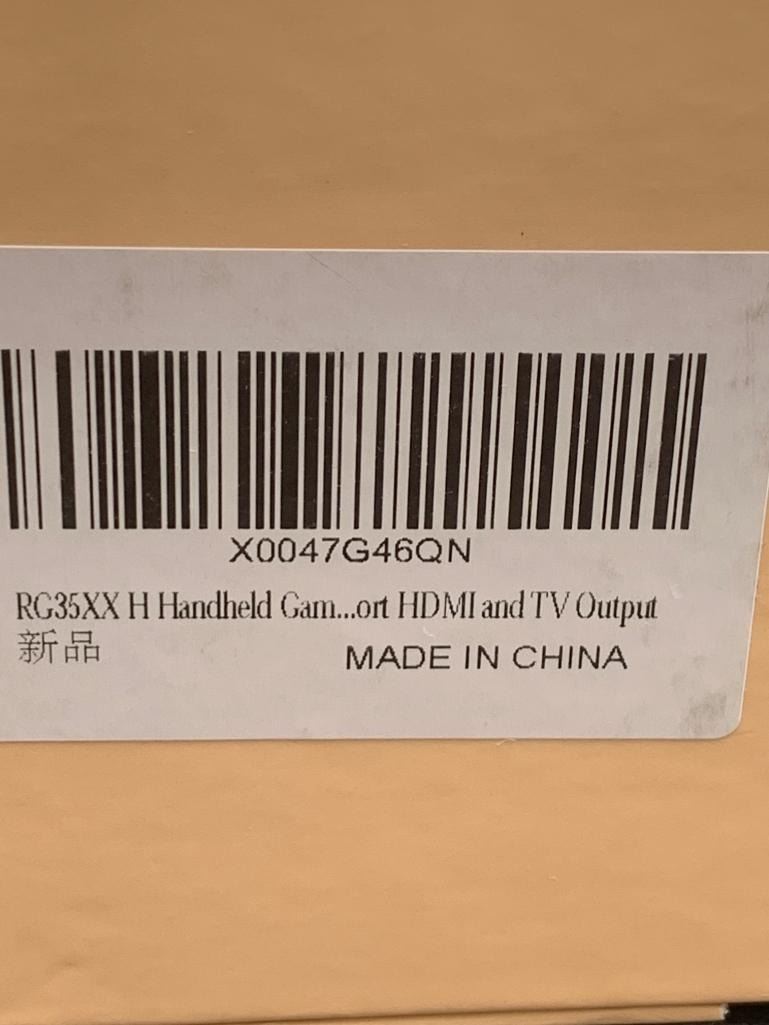 X0047G46QN
RG35XX H Handheld Gam...ort HDMI and TV Output
新品
MADE IN CHINA